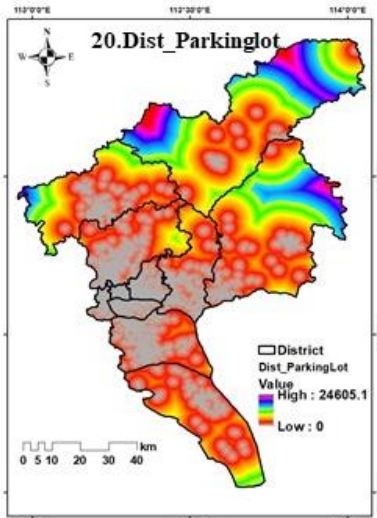 113°0'0"E 113°30'0"E 114°0'0"E
20.Dist_Parkinglot
N
W E
S
District
Dist_ParkingLot
Value
High : 24605.1
Low : 0
km
0 5 10 20 30 40